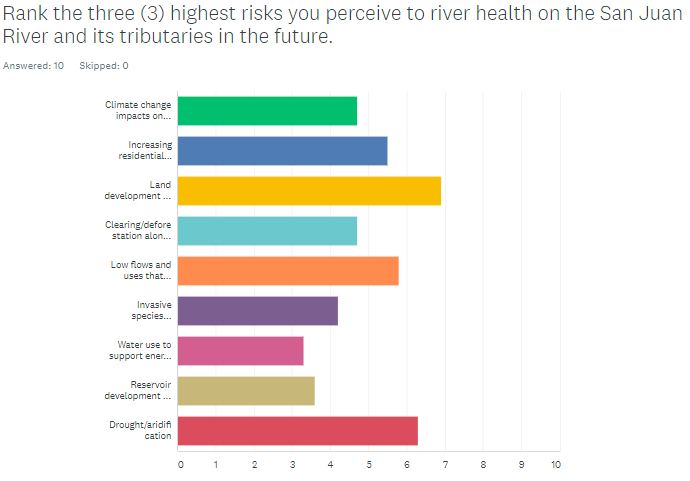 Rank the three (3) highest risks you perceive to river health on the San Juan
River and its tributaries in the future.
Answered: 10 Skipped: 0
Climate change
impacts on...
Increasing
residential...
Land
development ...
Clearing/defore
station alon...
Low flows and
uses that...
Invasive
species...
Water use to
support ener...
Reservoir
development ...
Drought/aridifi
cation
0 1 2 3 4 5 6 7 8 9 10